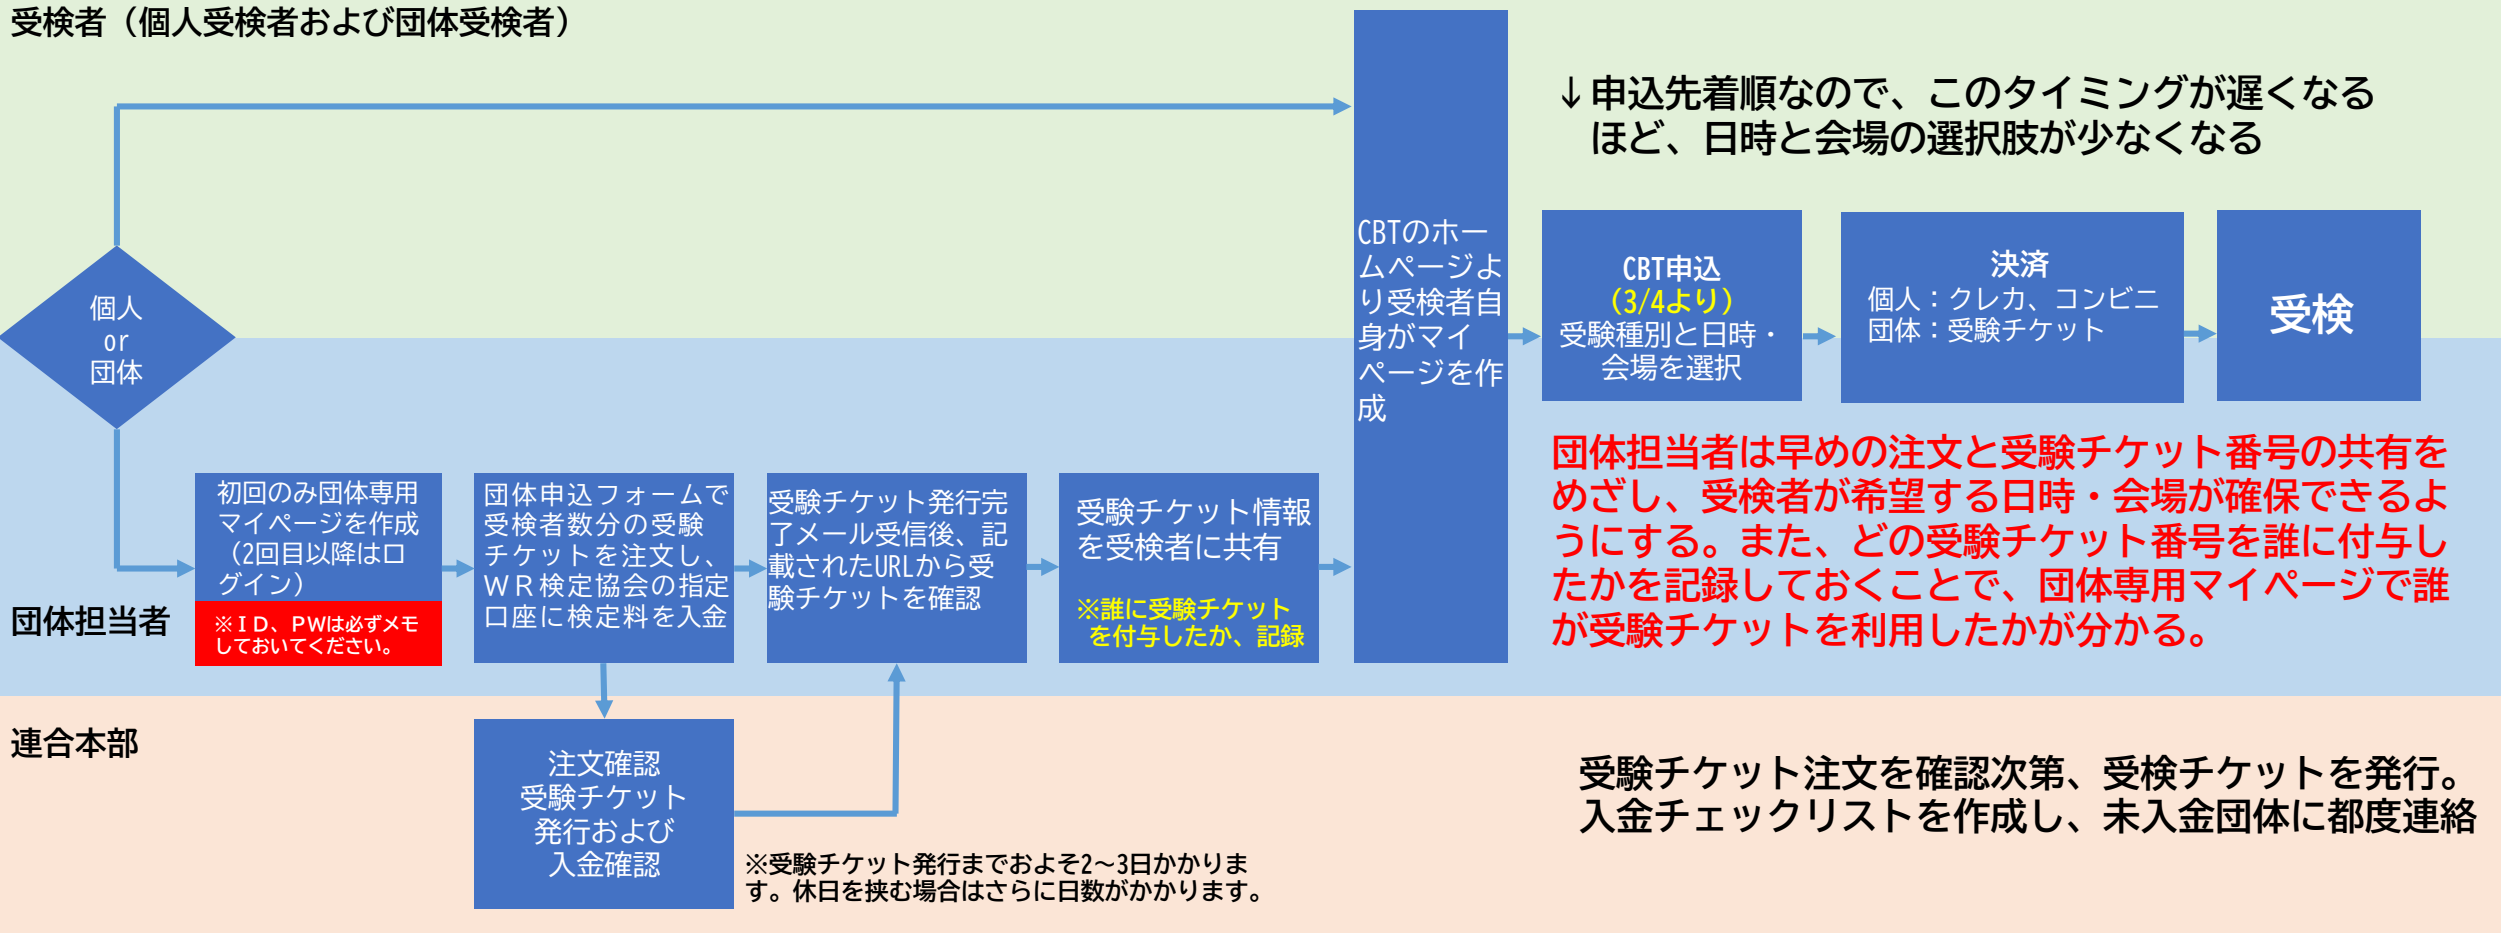 受検者（個人受検者および団体受検者）
↓申込先着順なので、このタイミングが遅くなる
ほど、日時と会場の選択肢が少なくなる
個人
or
団体
CBTのホー
ムページよ
り受検者自
身がマイ
ページを作
成
CBT申込
（3/4より）
受験種別と日時・
会場を選択
決済
個人：クレカ、コンビニ
団体：受験チケット
受検
団体担当者
初回のみ団体専用
マイページを作成
（2回目以降はロ
グイン）
※ＩＤ、ＰＷは必ずメモ
しておいてください。
団体申込フォームで
受検者数分の受験
チケットを注文し、
ＷＲ検定協会の指定
口座に検定料を入金
受験チケット発行完
了メール受信後、記
載されたURLから受
験チケットを確認
受験チケット情報
を受検者に共有
※誰に受験チケット
を付与したか、記録
団体担当者は早めの注文と受験チケット番号の共有を
めざし、受検者が希望する日時・会場が確保できるよ
うにする。また、どの受験チケット番号を誰に付与し
たかを記録しておくことで、団体専用マイページで誰
が受験チケットを利用したかが分かる。
連合本部
注文確認
受験チケット
発行および
入金確認
※受験チケット発行までおよそ2～3日かかりま
す。休日を挟む場合はさらに日数がかかります。
受験チケット注文を確認次第、受検チケットを発行。
入金チェックリストを作成し、未入金団体に都度連絡